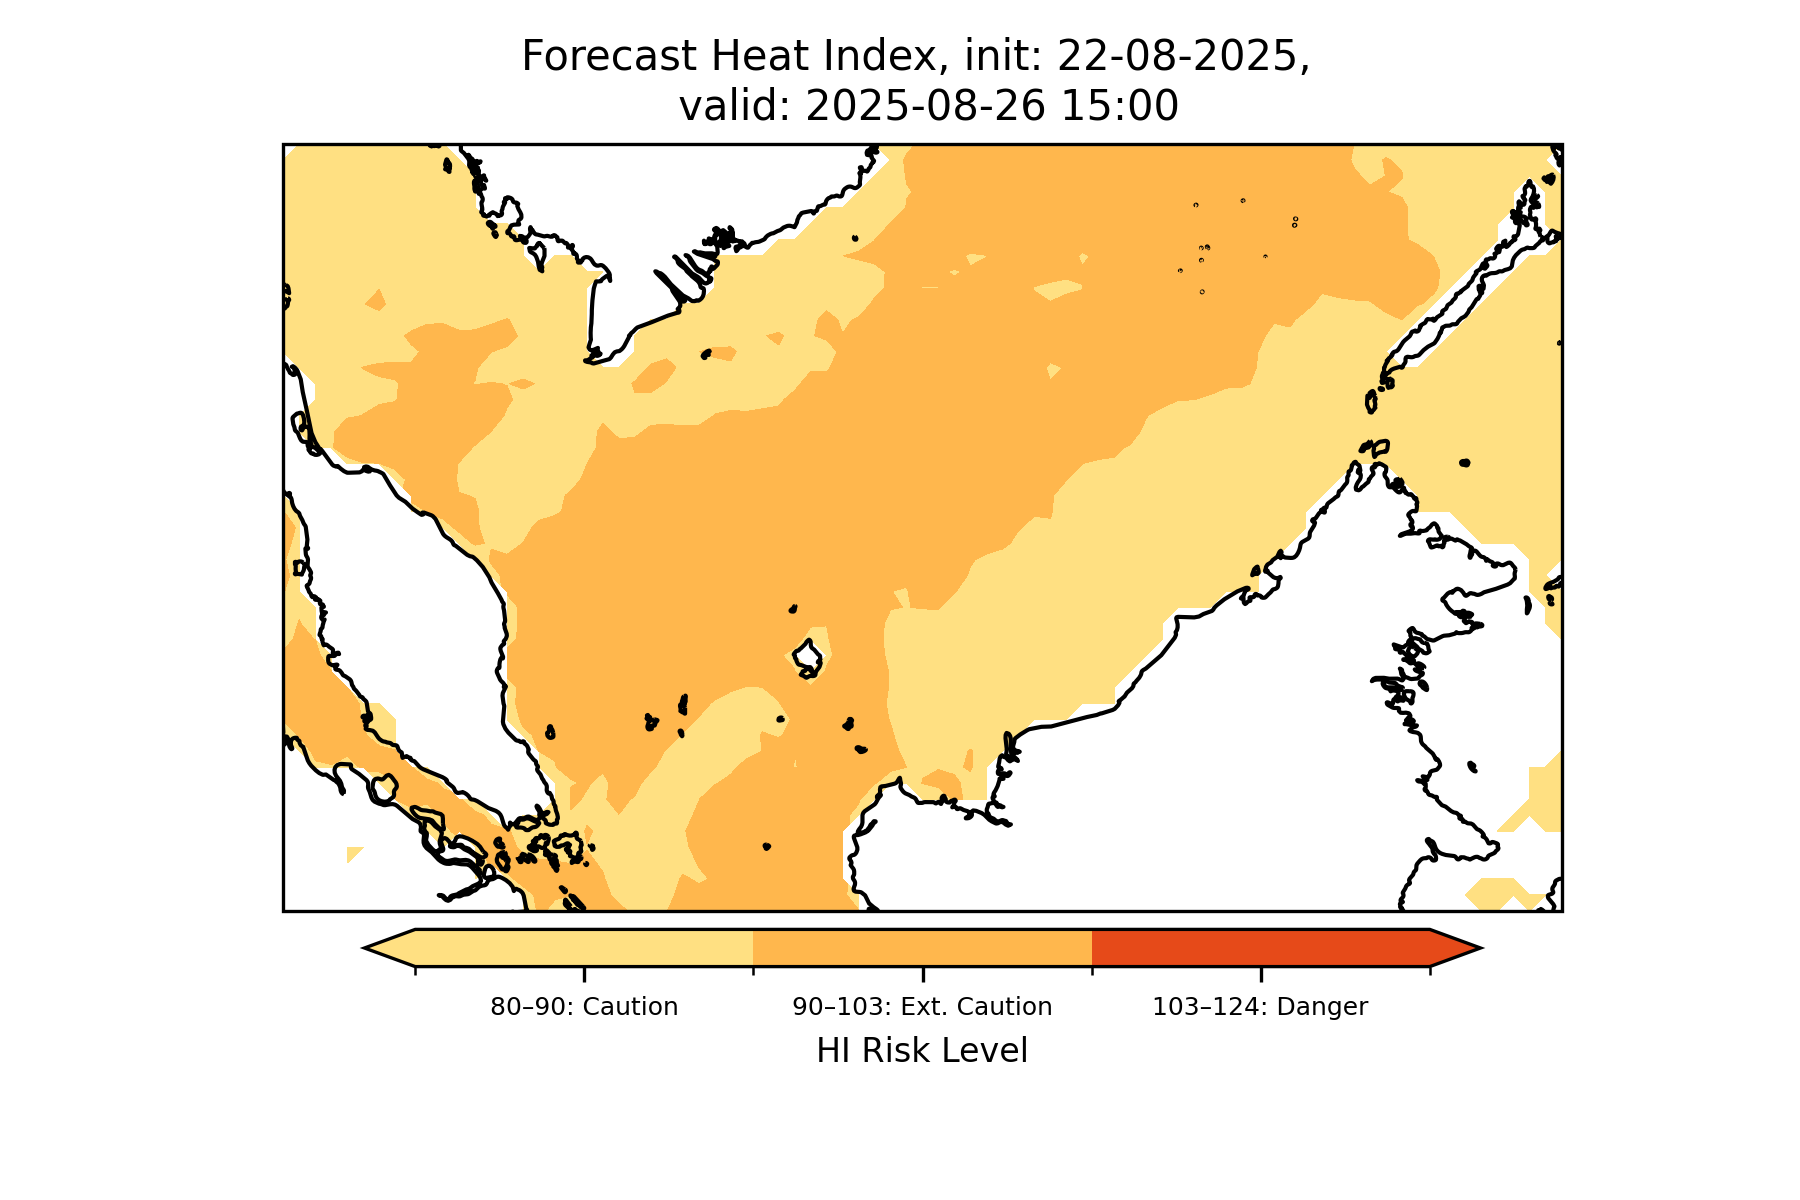 Forecast Heat Index, init: 22-08-2025,
valid: 2025-08-26 15:00
80–90: Caution
90–103: Ext. Caution
103–124: Danger
HI Risk Level